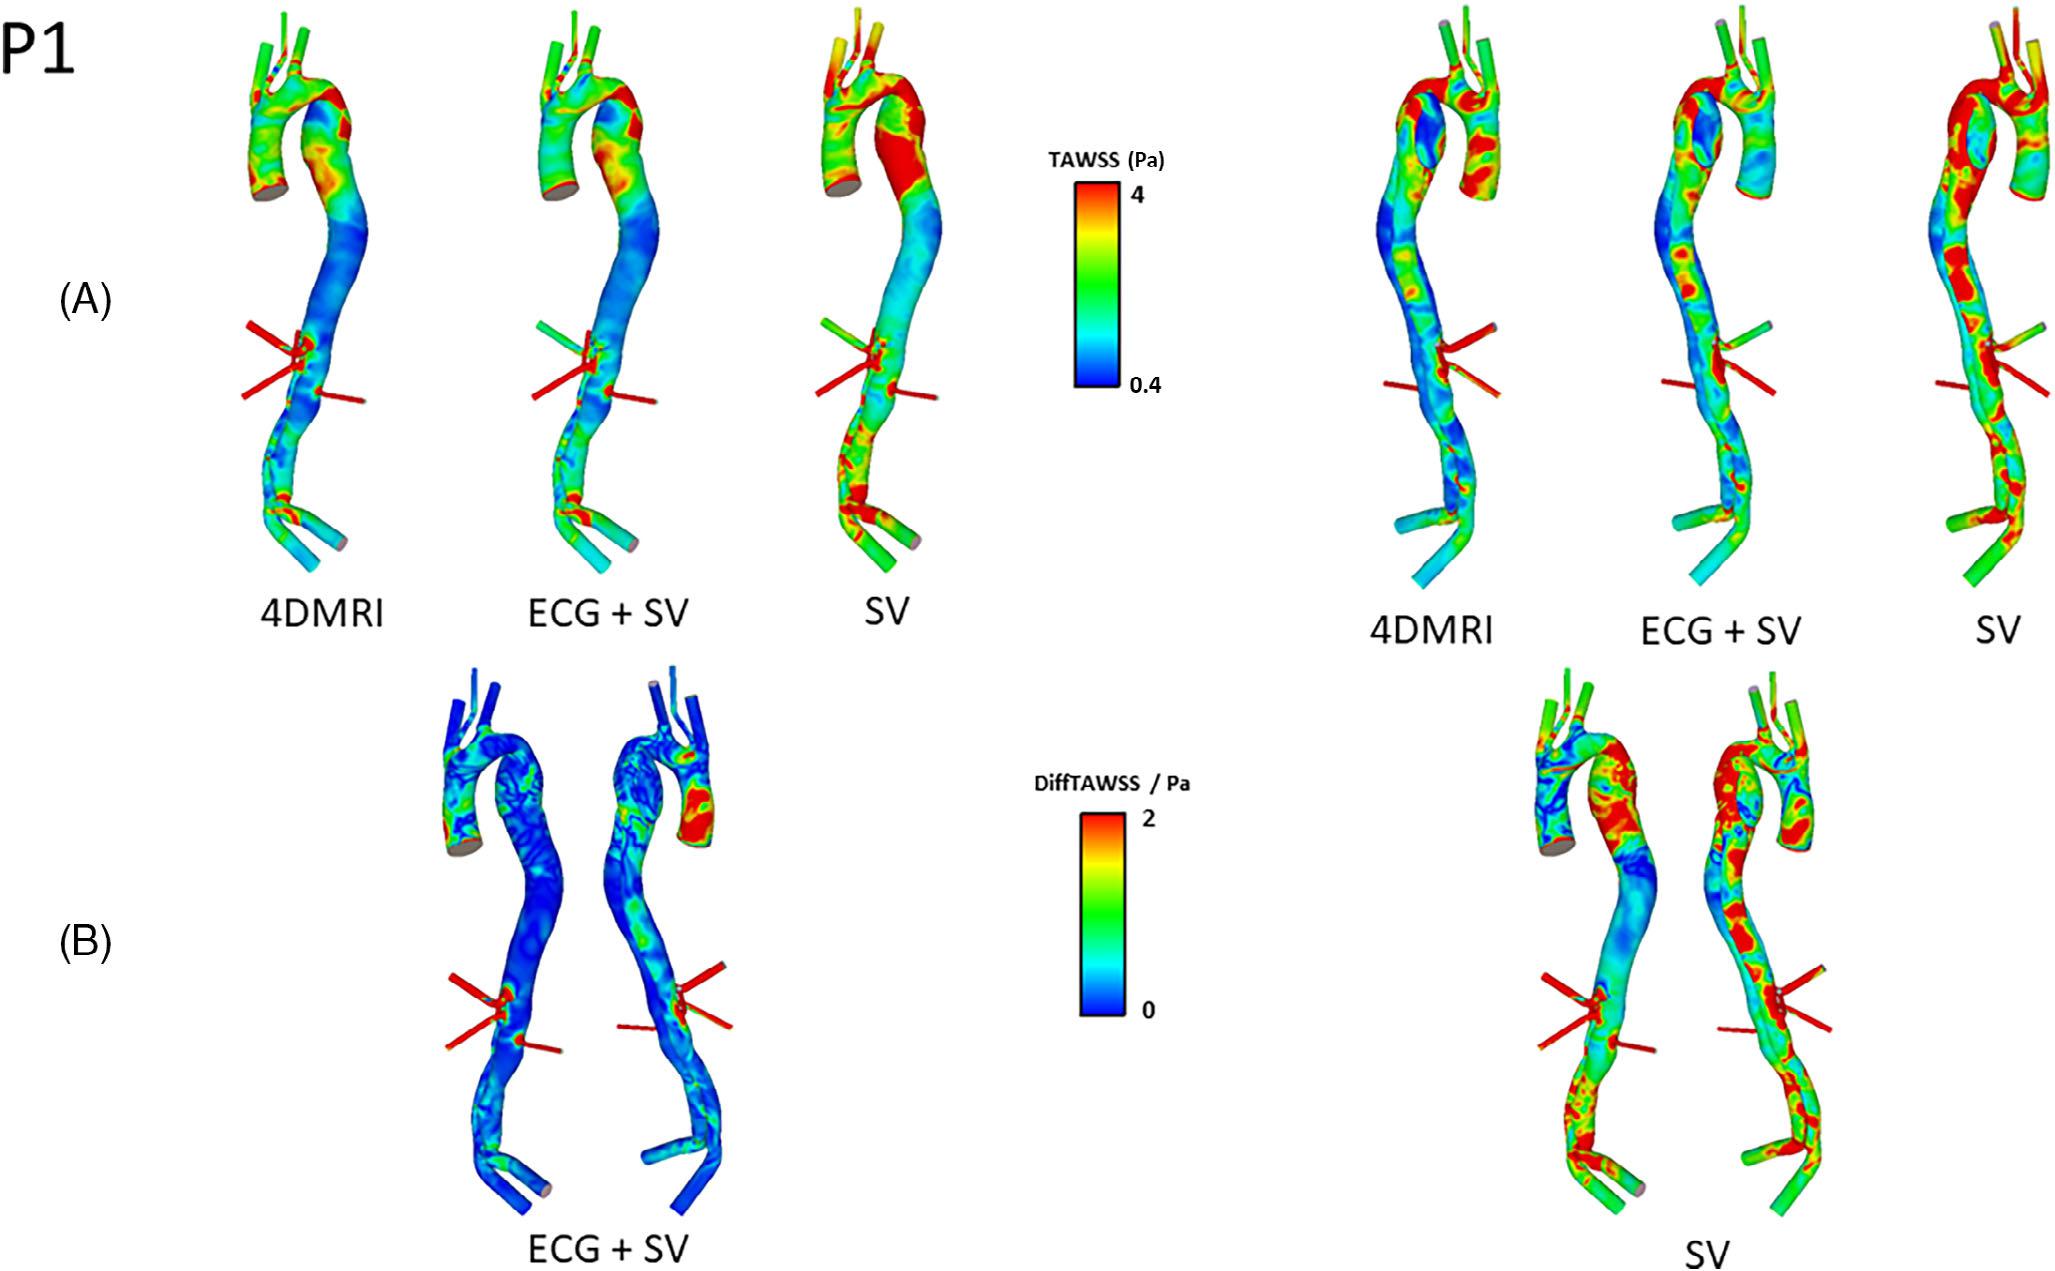 P1
TAWSS (Pa)
4
(A)
0.4
4DMRI ECG + SV SV
4DMRI ECG + SV SV
DiffTAWSS / Pa
2
(B)
0
ECG + SV
SV